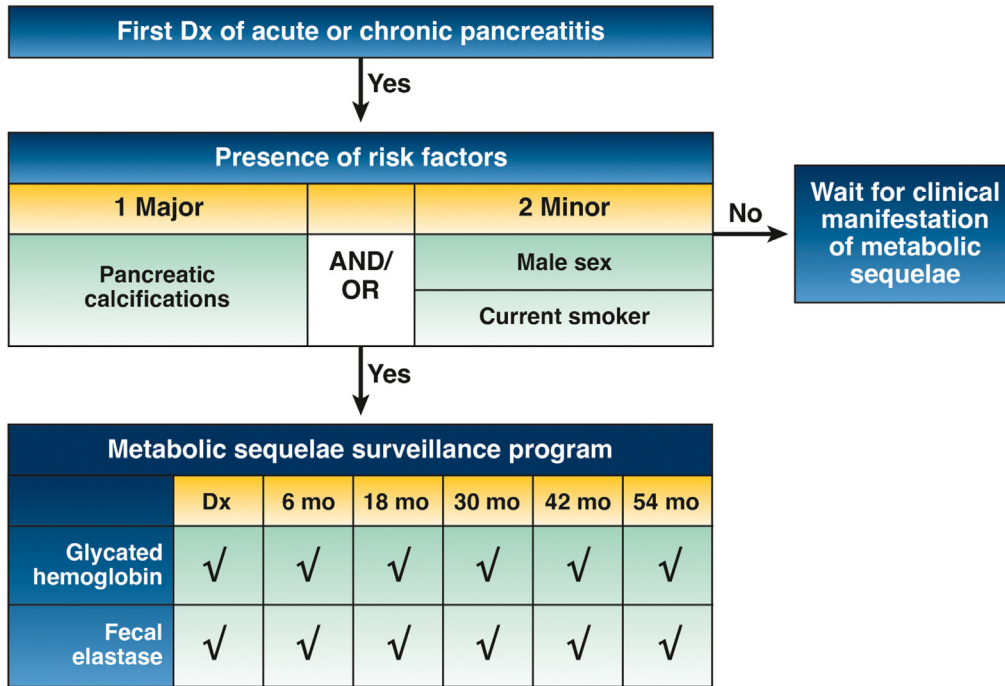 First Dx of acute or chronic pancreatitis
Yes
Presence of risk factors
1 Major
2 Minor
Pancreatic
calcifications
AND/
OR
Male sex
Current smoker
No
Wait for clinical
manifestation
of metabolic
sequelae
Yes
Metabolic sequelae surveillance program
Dx 6 mo 18 mo 30 mo 42 mo 54 mo
Glycated
hemoglobin
√ √ √ √ √ √
Fecal
elastase
√ √ √ √ √ √